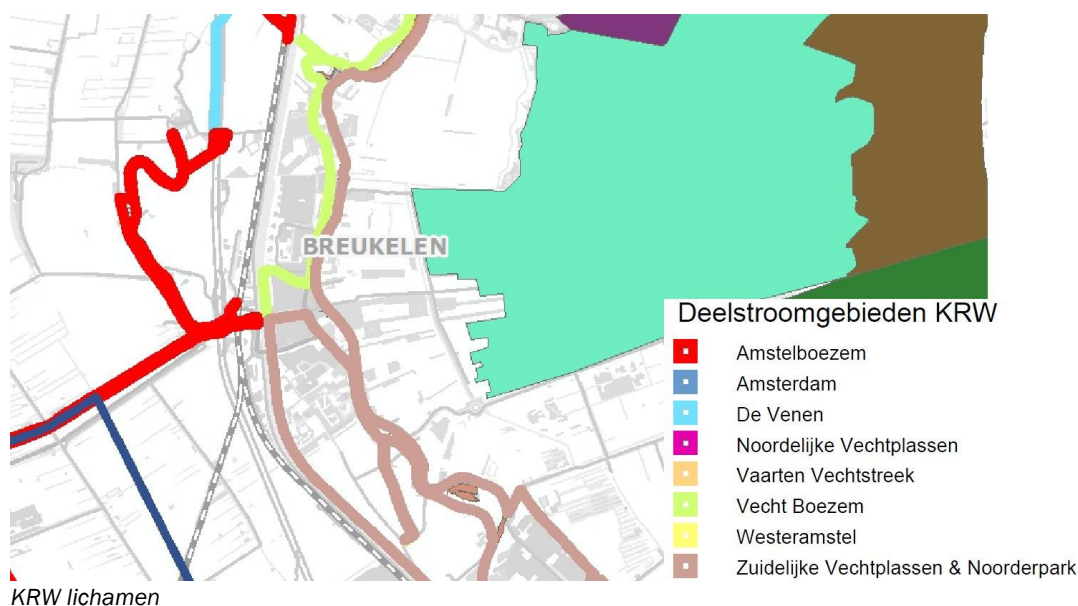 BREUKELEN
Deelstroomgebieden KRW
Amstelboezem
Amsterdam
De Venen
Noordelijke Vechtplassen
Vaarten Vechtstreek
Vecht Boezem
Westeramstel
Zuidelijke Vechtplassen & Noorderpark
KRW lichamen